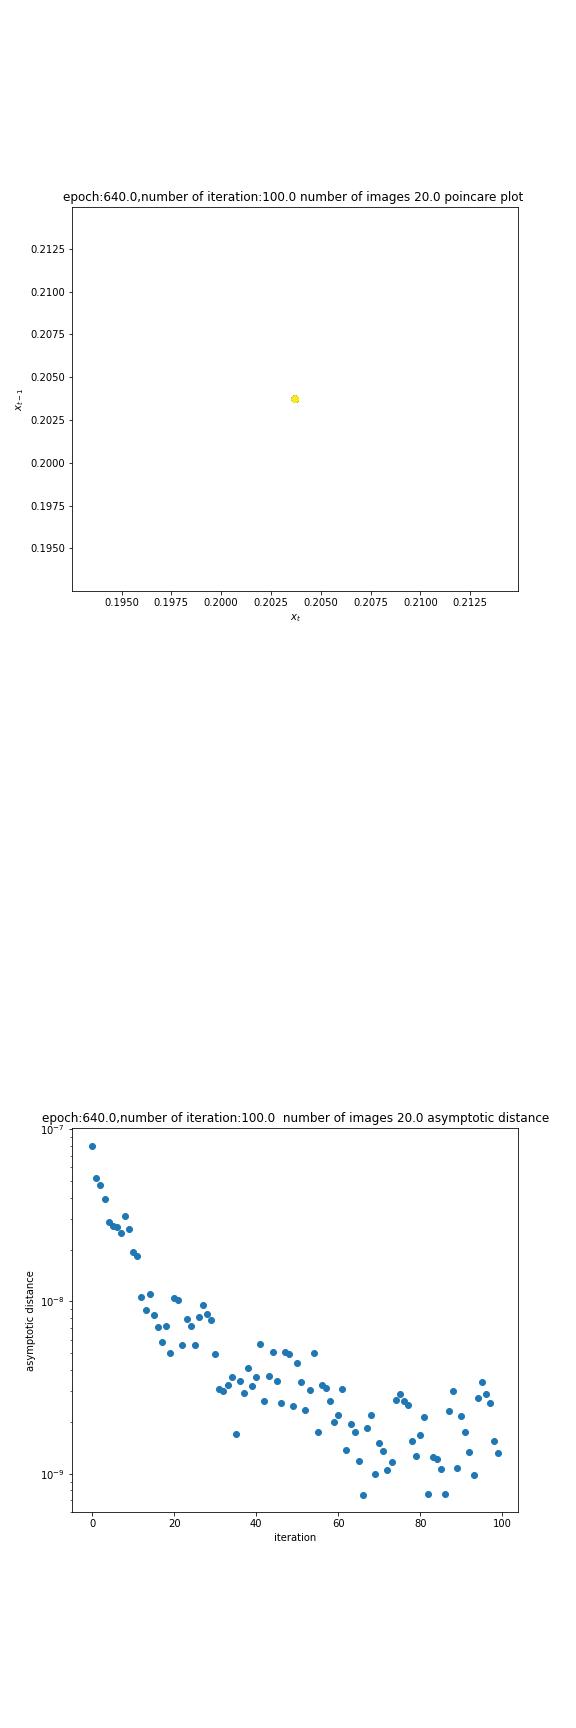 epoch:640.0,number of iteration:100.0 number of images 20.0 poincare plot
0.2125
0.2100
0.2075
0.2050
0.2025
0.2000
0.1975
0.1950
x_{t-1}
0.1950 0.1975 0.2000 0.2025 0.2050 0.2075 0.2100 0.2125
x_t
epoch:640.0,number of iteration:100.0  number of images 20.0 asymptotic distance
10^{-7}
10^{-8}
10^{-9}
asymptotic distance
0 20 40 60 80 100
iteration